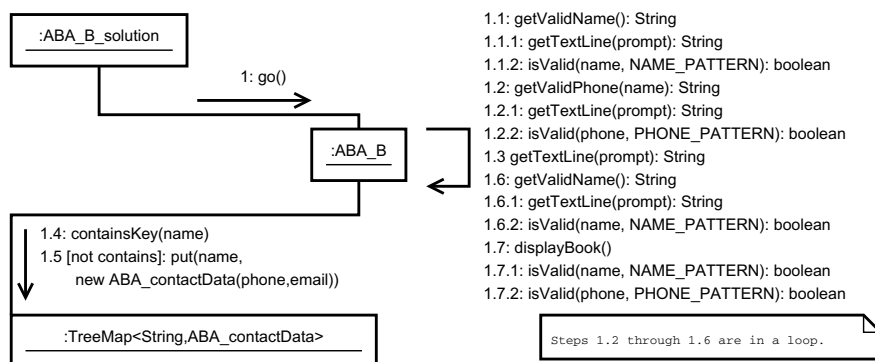 :ABA_B_solution
1: go()
:ABA_B
1.4: containsKey(name)
1.5 [not contains]: put(name,
new ABA_contactData(phone,email))
:TreeMap<String,ABA_contactData>
1.1: getValidName(): String
1.1.1: getTextLine(prompt): String
1.1.2: isValid(name, NAME_PATTERN): boolean
1.2: getValidPhone(name): String
1.2.1: getTextLine(prompt): String
1.2.2: isValid(phone, PHONE_PATTERN): boolean
1.3 getTextLine(prompt): String
1.6: getValidName(): String
1.6.1: getTextLine(prompt): String
1.6.2: isValid(name, NAME_PATTERN): boolean
1.7: displayBook()
1.7.1: isValid(name, NAME_PATTERN): boolean
1.7.2: isValid(phone, PHONE_PATTERN): boolean
Steps 1.2 through 1.6 are in a loop.